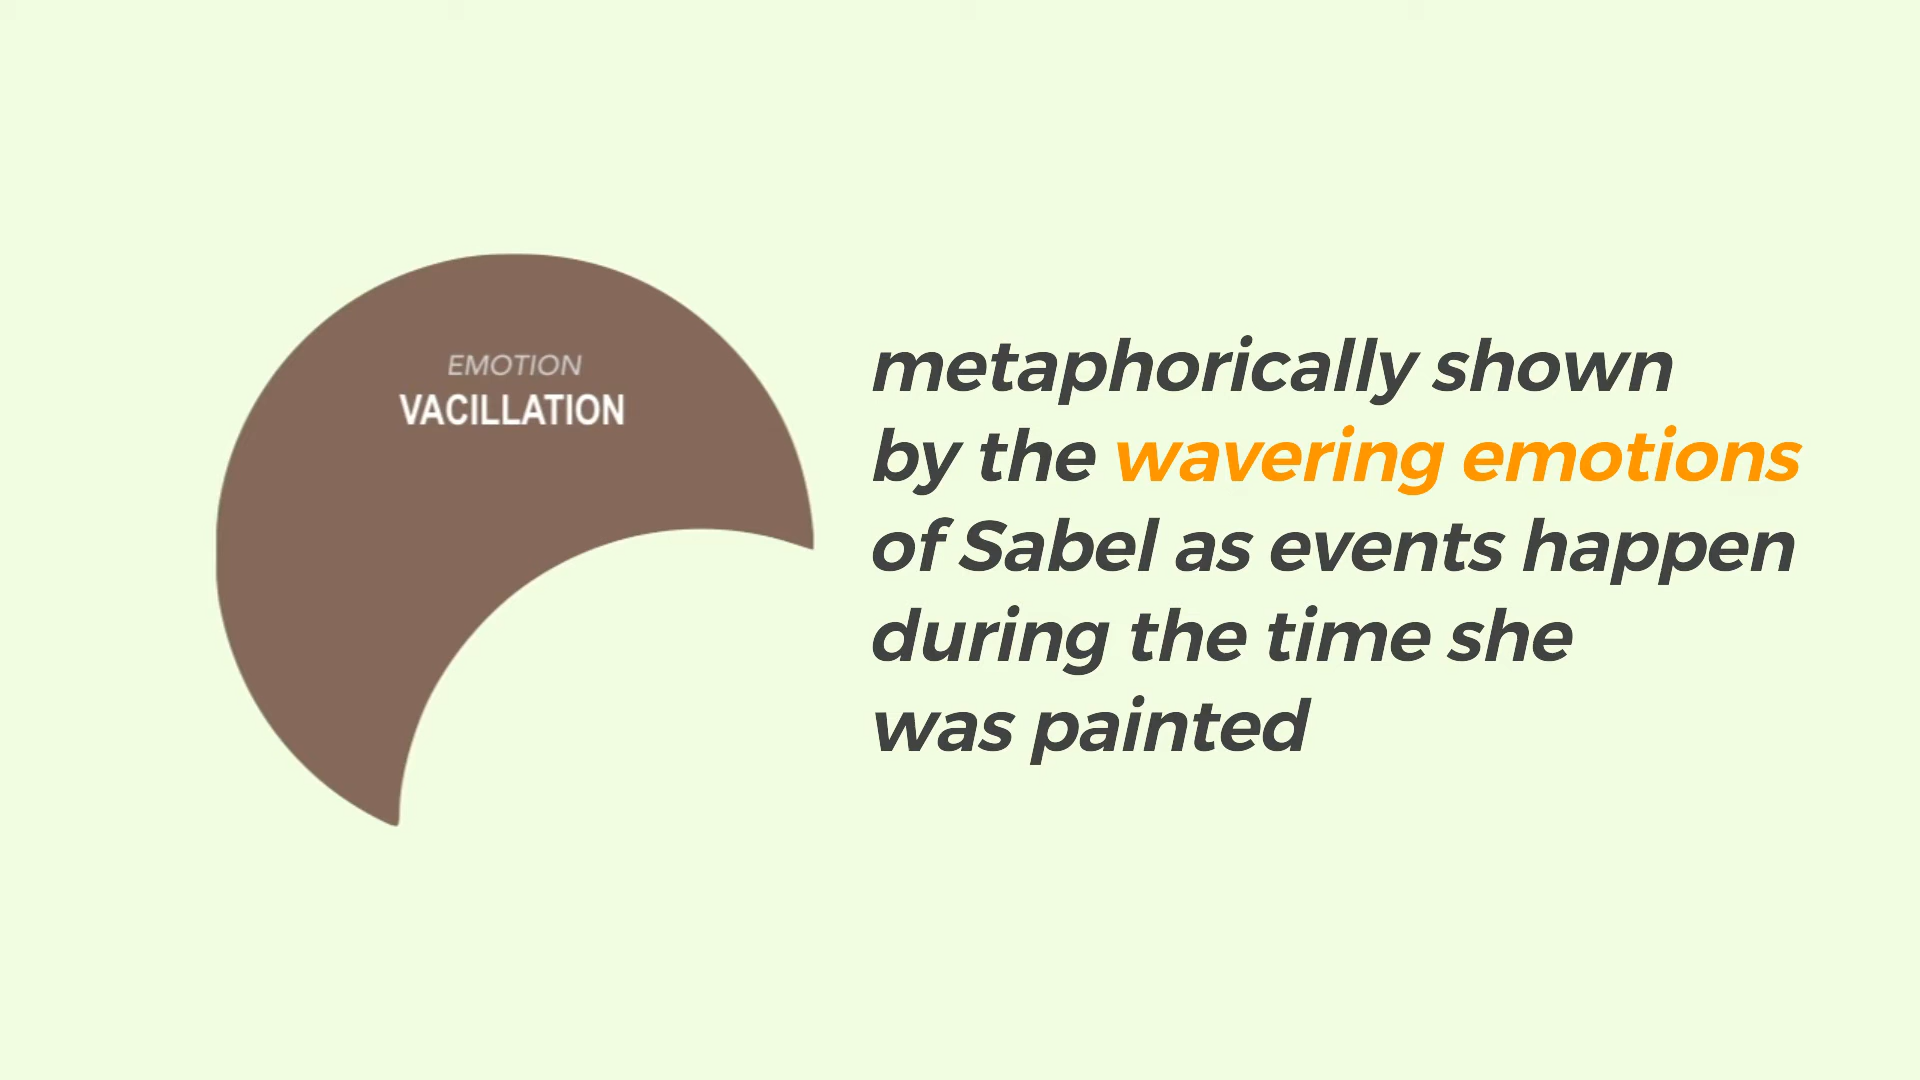 EMOTION
VACILLATION
metaphorically shown
by the wavering emotions
of Sabel as events happen
during the time she
was painted